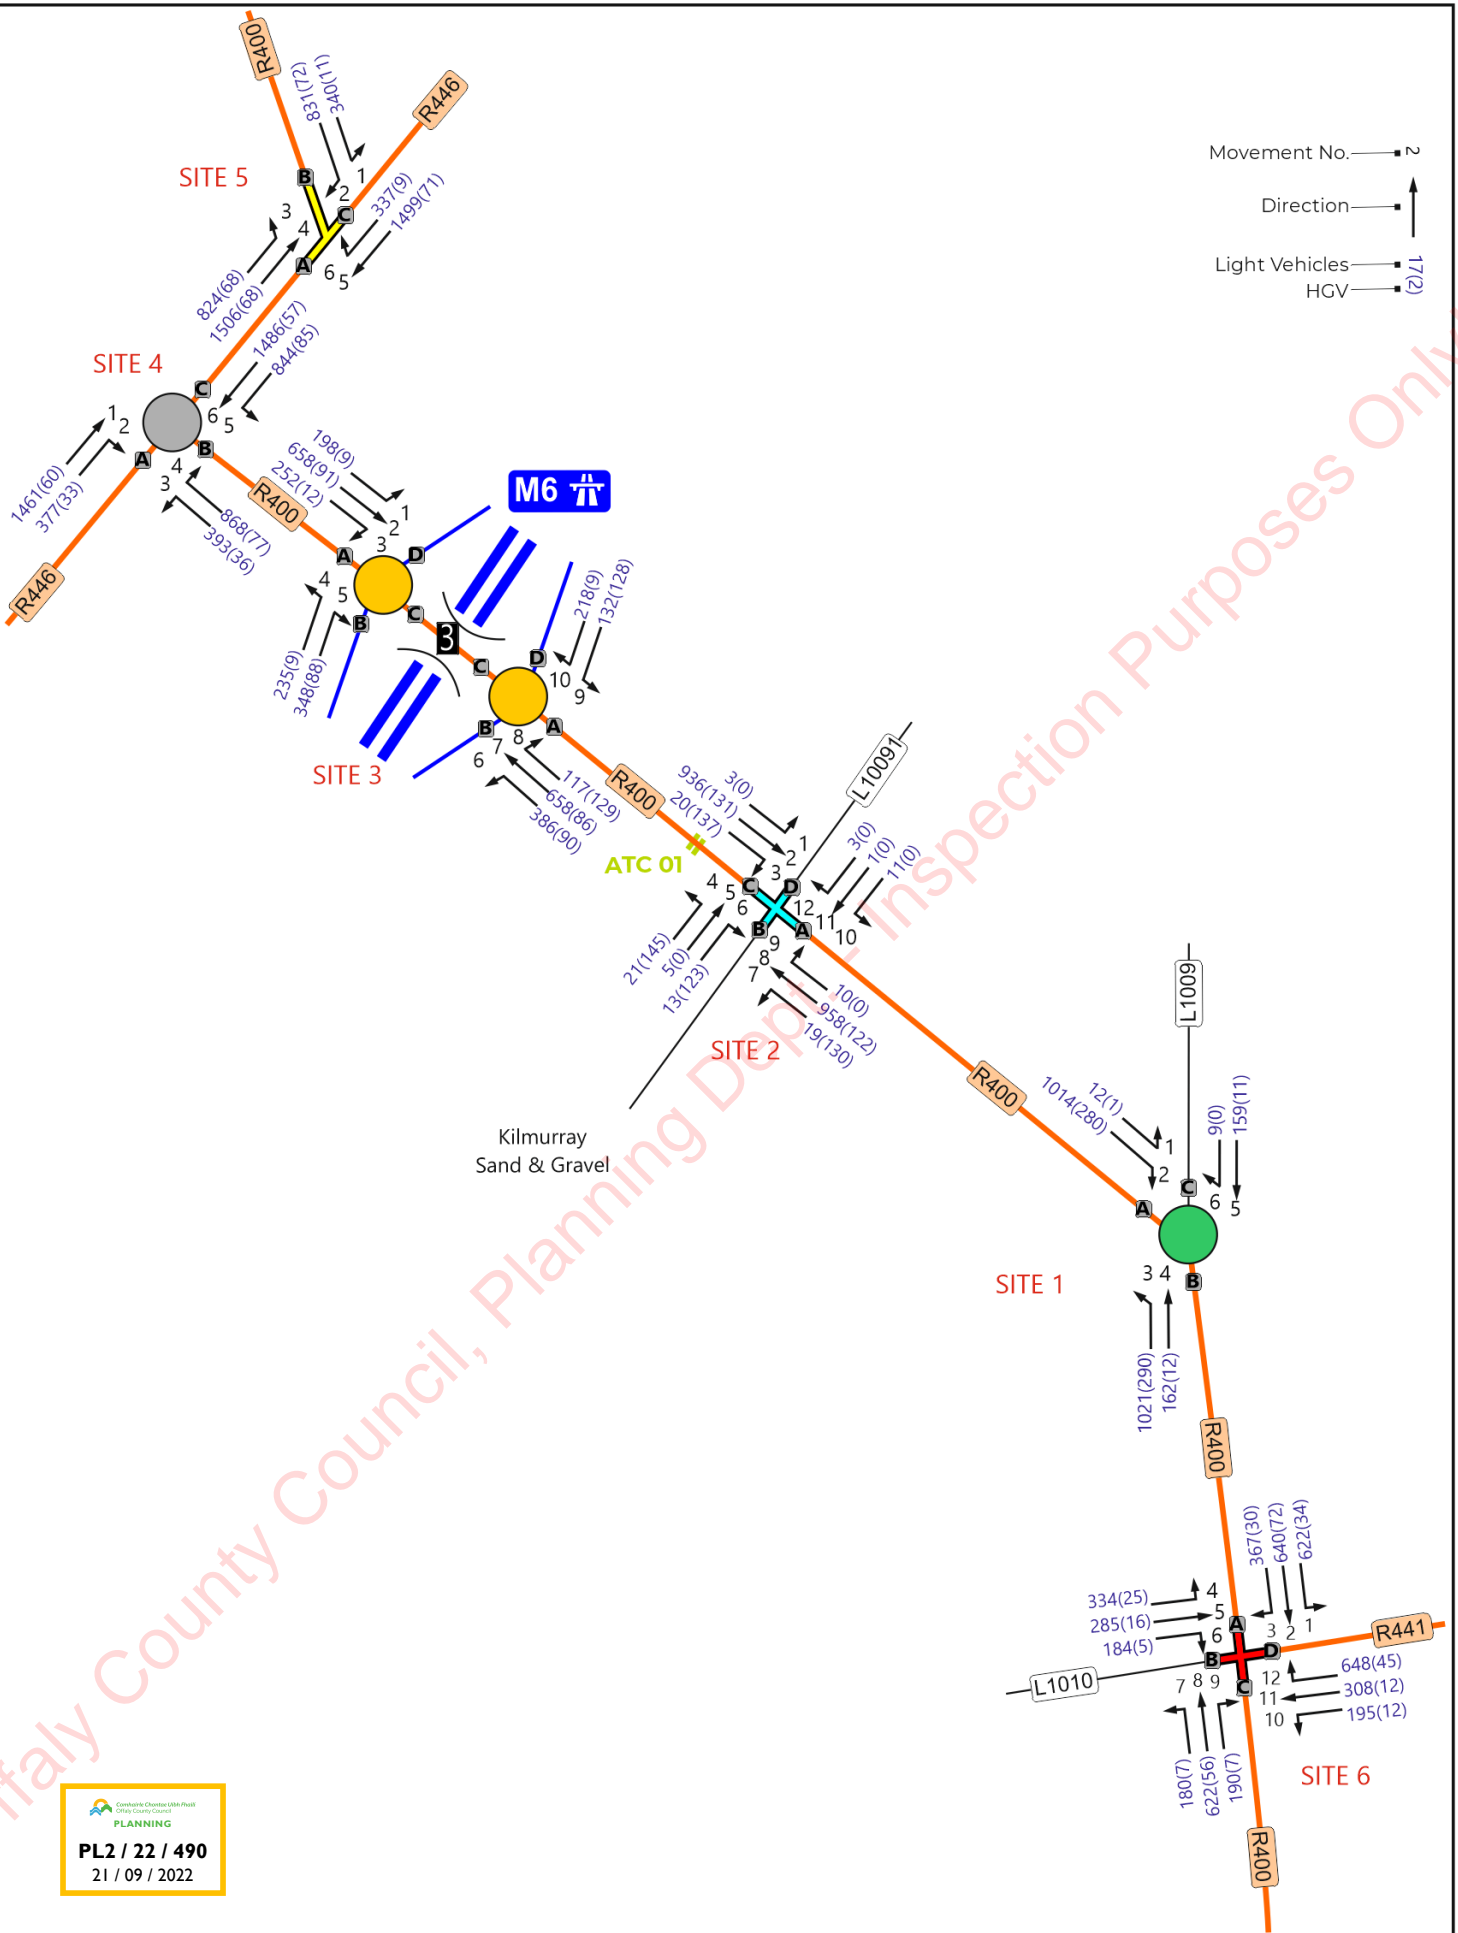 R400
831(72)
340(11)
R446
SITE 5
B
1
2
C
3
4
A
6
5
337(9)
1499(71)
824(68)
1506(68)
Movement No.
2
Direction
Light Vehicles
HGV
17(2)
SITE 4
1486(57)
844(85)
C
6
5
1
2
A
B
4
3
1461(60)
377(33)
868(77)
393(36)
R446
R400
198(9)
658(91)
252(12)
M6
1
2
3
A
D
4
5
B
C
3
235(9)
348(88)
C
D
218(9)
132(128)
10
9
B
A
8
7
6
SITE 3
117(129)
658(86)
386(90)
R400
ATC 01
L10091
3(0)
936(131)
20(137)
1
2
3
3(0)
1(0)
11(0)
4
5
6
C
D
12
11
10
B
A
9
8
7
21(145)
5(0)
13(123)
10(0)
958(122)
19(130)
SITE 2
Kilmurray
Sand & Gravel
L1009
R400
12(1)
1014(280)
1
2
9(0)
159(11)
C
6
5
A
3
4
B
SITE 1
1021(290)
162(12)
R400
367(30)
640(72)
622(34)
334(25)
285(16)
184(5)
4
5
6
A
3
2
1
R441
B
D
L1010
7
8
9
C
12
11
10
648(45)
308(12)
195(12)
180(7)
622(56)
190(7)
SITE 6
R400
Comhairle Chontae Uíbh Fhailí
Offaly County Council
PLANNING
PL2 / 22 / 490
21 / 09 / 2022
ffaly County Council, Planning Dept. - Inspection Purposes Only